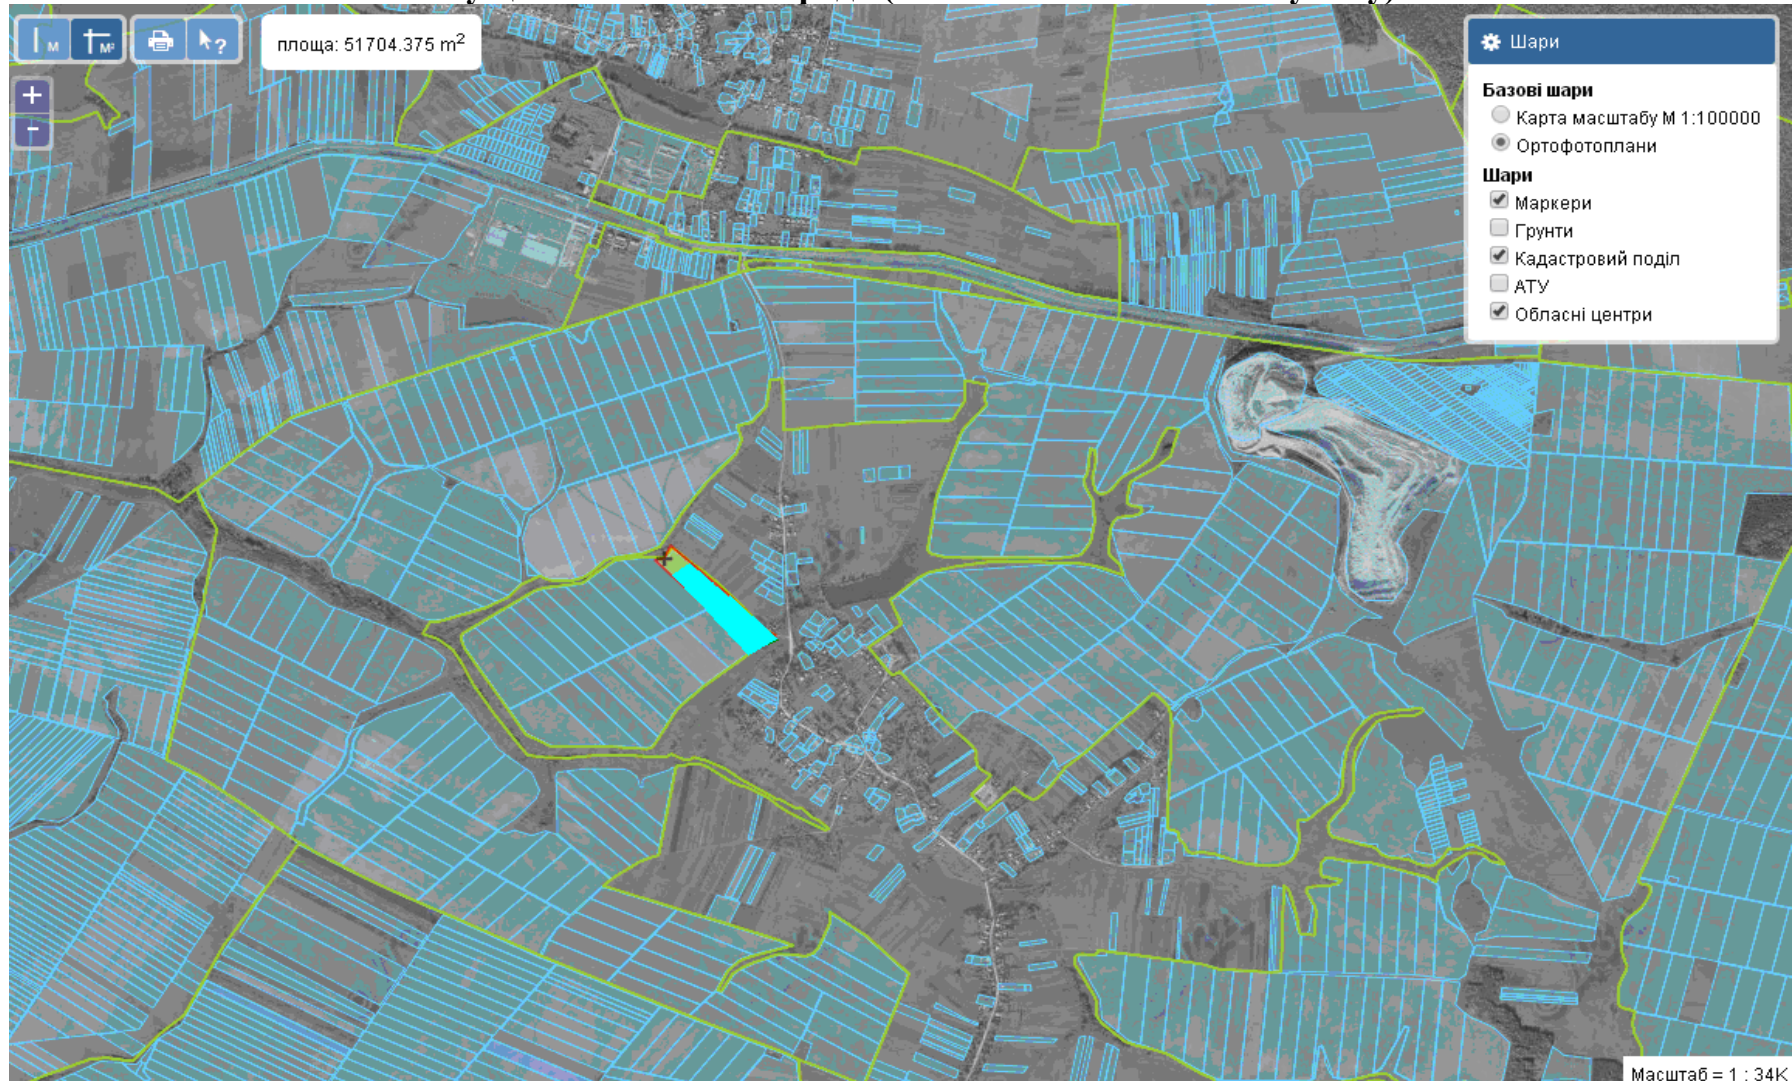 м
м²
?
площа: 51704.375 m²
+
-
Шари
Базові шари
Карта масштабу М 1:100000
Ортофотоплани
Шари
Маркери
Грунти
Кадастровий поділ
АТУ
Обласні центри
Масштаб = 1 : 34K